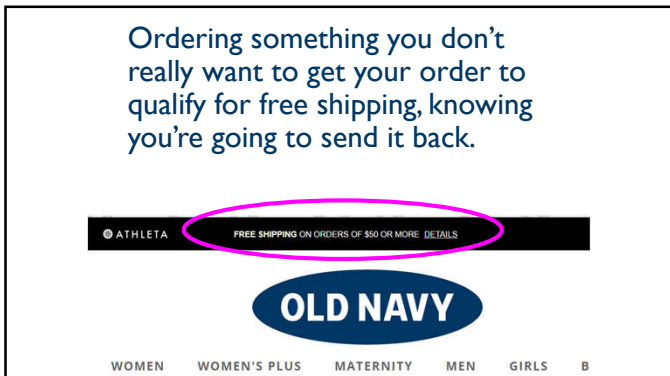 Ordering something you don’t
really want to get your order to
qualify for free shipping, knowing
you’re going to send it back.
ATHLETA FREE SHIPPING ON ORDERS OF $50 OR MORE DETAILS
OLD NAVY
WOMEN WOMEN'S PLUS MATERNITY MEN GIRLS B